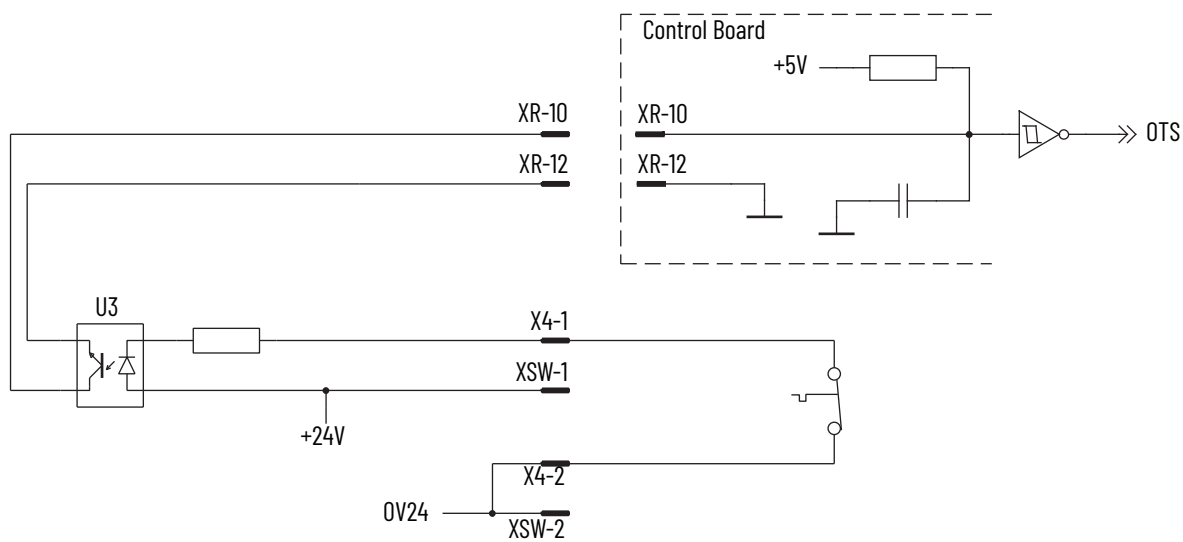 Control Board
+5V
XR-10
XR-10
OTS
XR-12
XR-12
U3
X4-1
XSW-1
+24V
X4-2
0V24
XSW-2